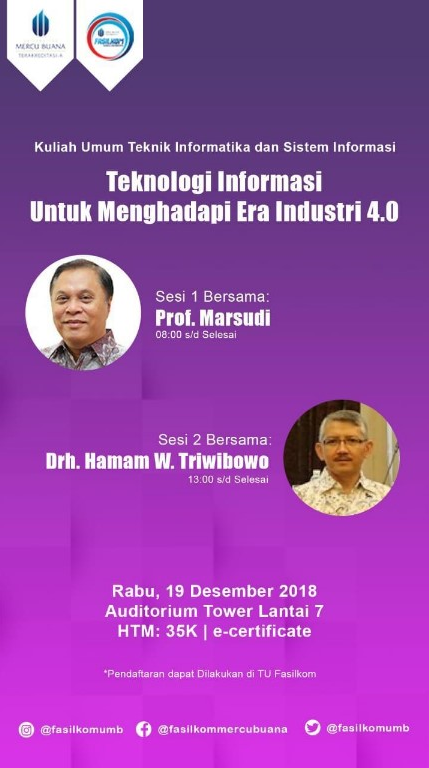 MERCU BUANA
TERAKREDITASI A
FASILKOM
Kuliah Umum Teknik Informatika dan Sistem Informasi
Teknologi Informasi
Untuk Menghadapi Era Industri 4.0
Sesi 1 Bersama:
Prof. Marsudi
08:00 s/d Selesai
Sesi 2 Bersama:
Drh. Hamam W. Triwibowo
13:00 s/d Selesai
Rabu, 19 Desember 2018
Auditorium Tower Lantai 7
HTM: 35K | e-certificate
*Pendaftaran dapat Dilakukan di TU Fasilkom
@fasilkomumb @fasilkommercubuana @fasilkomumb